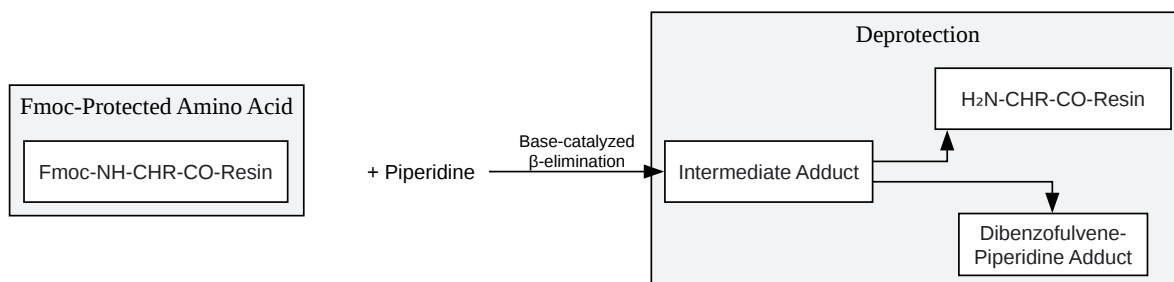 Fmoc-Protected Amino Acid
Fmoc-NH-CHR-CO-Resin
+ Piperidine
Base-catalyzed
β-elimination
Deprotection
Intermediate Adduct
H₂N-CHR-CO-Resin
Dibenzofulvene-
Piperidine Adduct